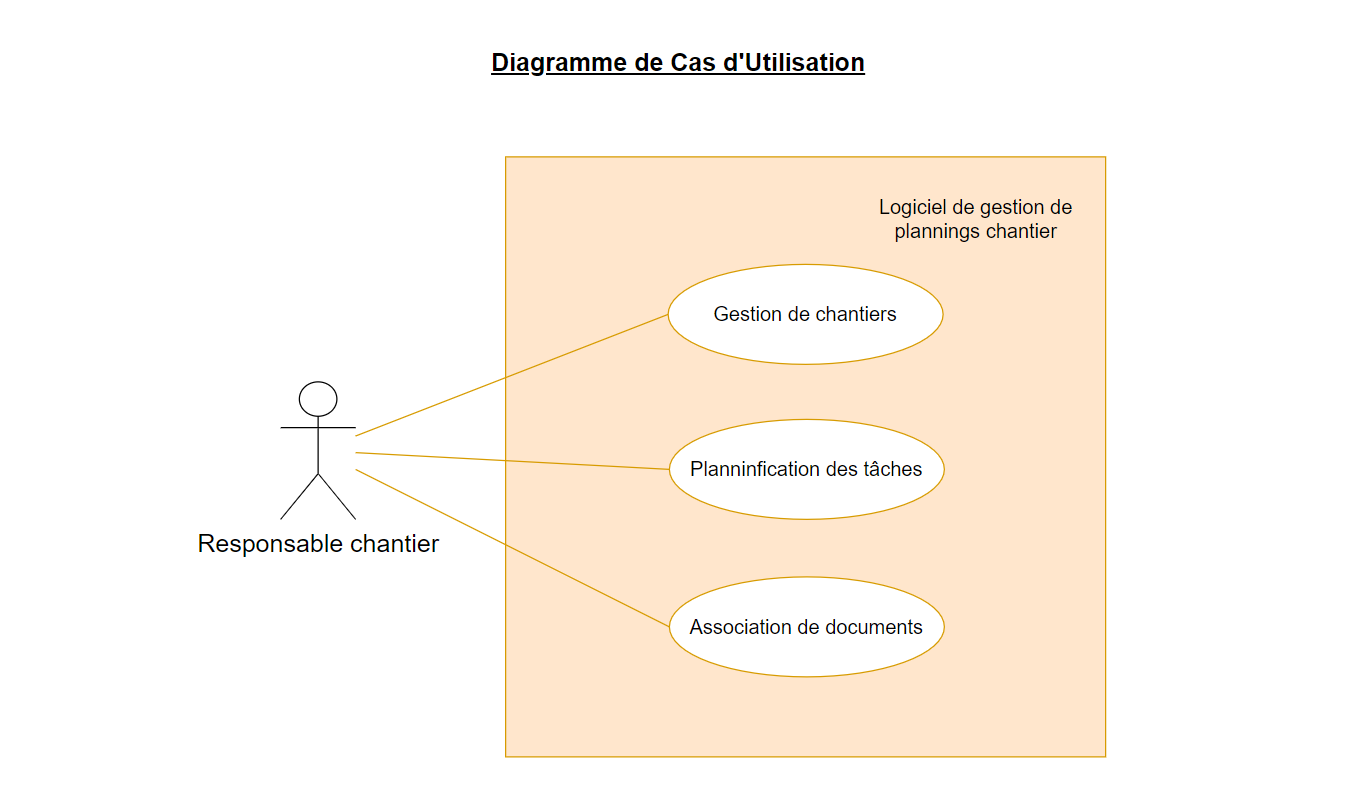 Diagramme de Cas d'Utilisation
Logiciel de gestion de
plannings chantier
Gestion de chantiers
Planninfication des tâches
Responsable chantier
Association de documents